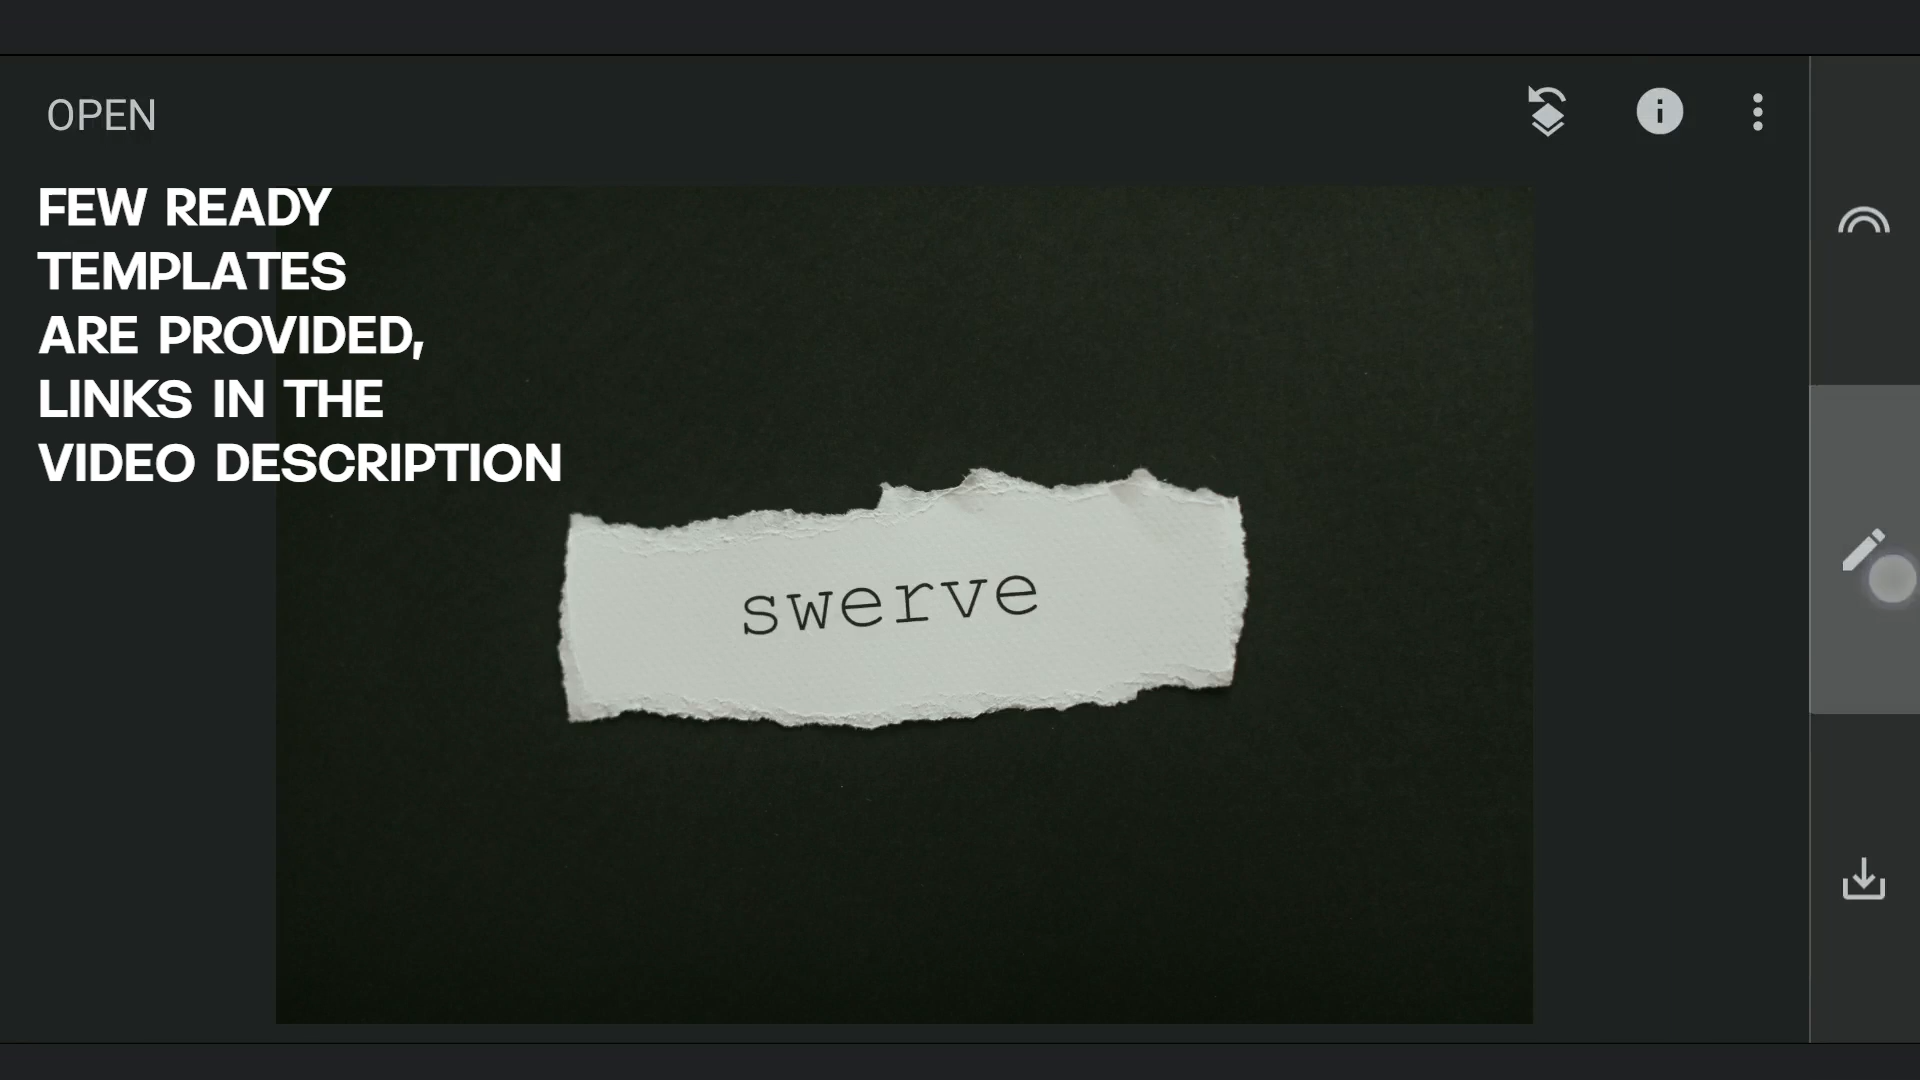 OPEN
FEW READY
TEMPLATES
ARE PROVIDED,
LINKS IN THE
VIDEO DESCRIPTION
swerve